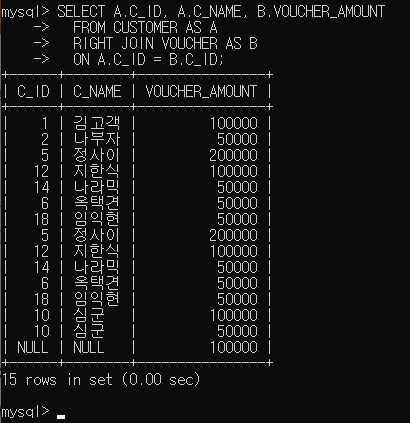 mysql> SELECT A.C_ID, A.C_NAME, B.VOUCHER_AMOUNT
    -> FROM CUSTOMER AS A
    -> RIGHT JOIN VOUCHER AS B
    -> ON A.C_ID = B.C_ID;
+------+--------+----------------+
| C_ID | C_NAME | VOUCHER_AMOUNT |
+------+--------+----------------+
| 1 | 김고객 | 100000 |
| 2 | 나부자 | 50000 |
| 5 | 정사이 | 200000 |
| 12 | 지한식 | 100000 |
| 14 | 나라믹 | 50000 |
| 6 | 옥택견 | 50000 |
| 18 | 임익현 | 50000 |
| 5 | 정사이 | 200000 |
| 12 | 지한식 | 100000 |
| 14 | 나라믹 | 50000 |
| 6 | 옥택견 | 50000 |
| 18 | 임익현 | 50000 |
| 10 | 심군 | 100000 |
| 10 | 심군 | 50000 |
| NULL | NULL | 100000 |
+------+--------+----------------+
15 rows in set (0.00 sec)
mysql> _